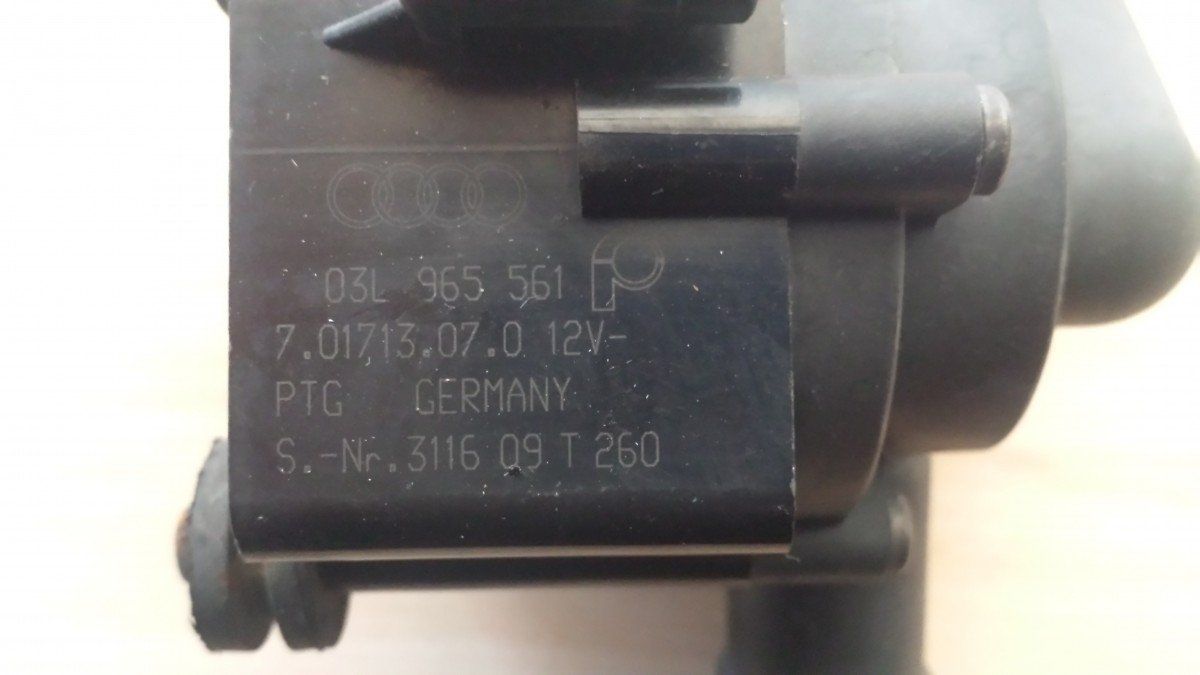 03L 965 561
7.01713.07.0 12V-
PTG GERMANY
S.-Nr.3116 09 T 260